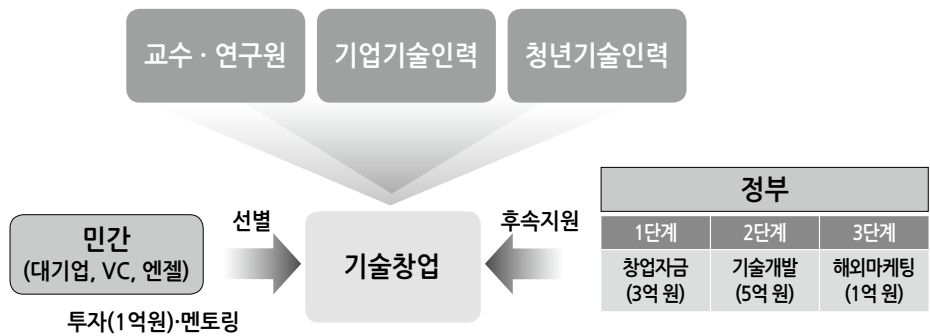 교수 · 연구원
기업기술인력
청년기술인력
민간
(대기업, VC, 엔젤)
투자(1억원)·멘토링
선별
기술창업
후속지원
정부
1단계
2단계
3단계
창업자금
(3억 원)
기술개발
(5억 원)
해외마케팅
(1억 원)